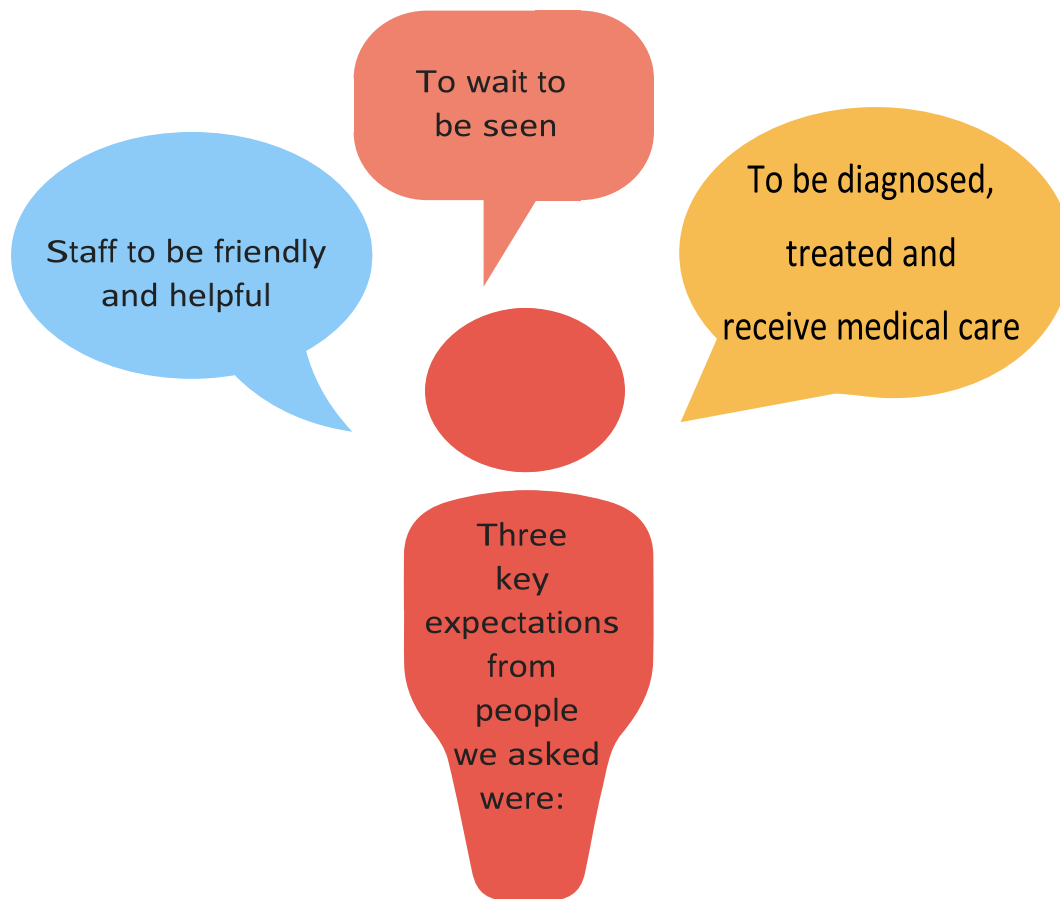 To wait to
be seen
Staff to be friendly
and helpful
To be diagnosed,
treated and
receive medical care
Three
key
expectations
from
people
we asked
were: